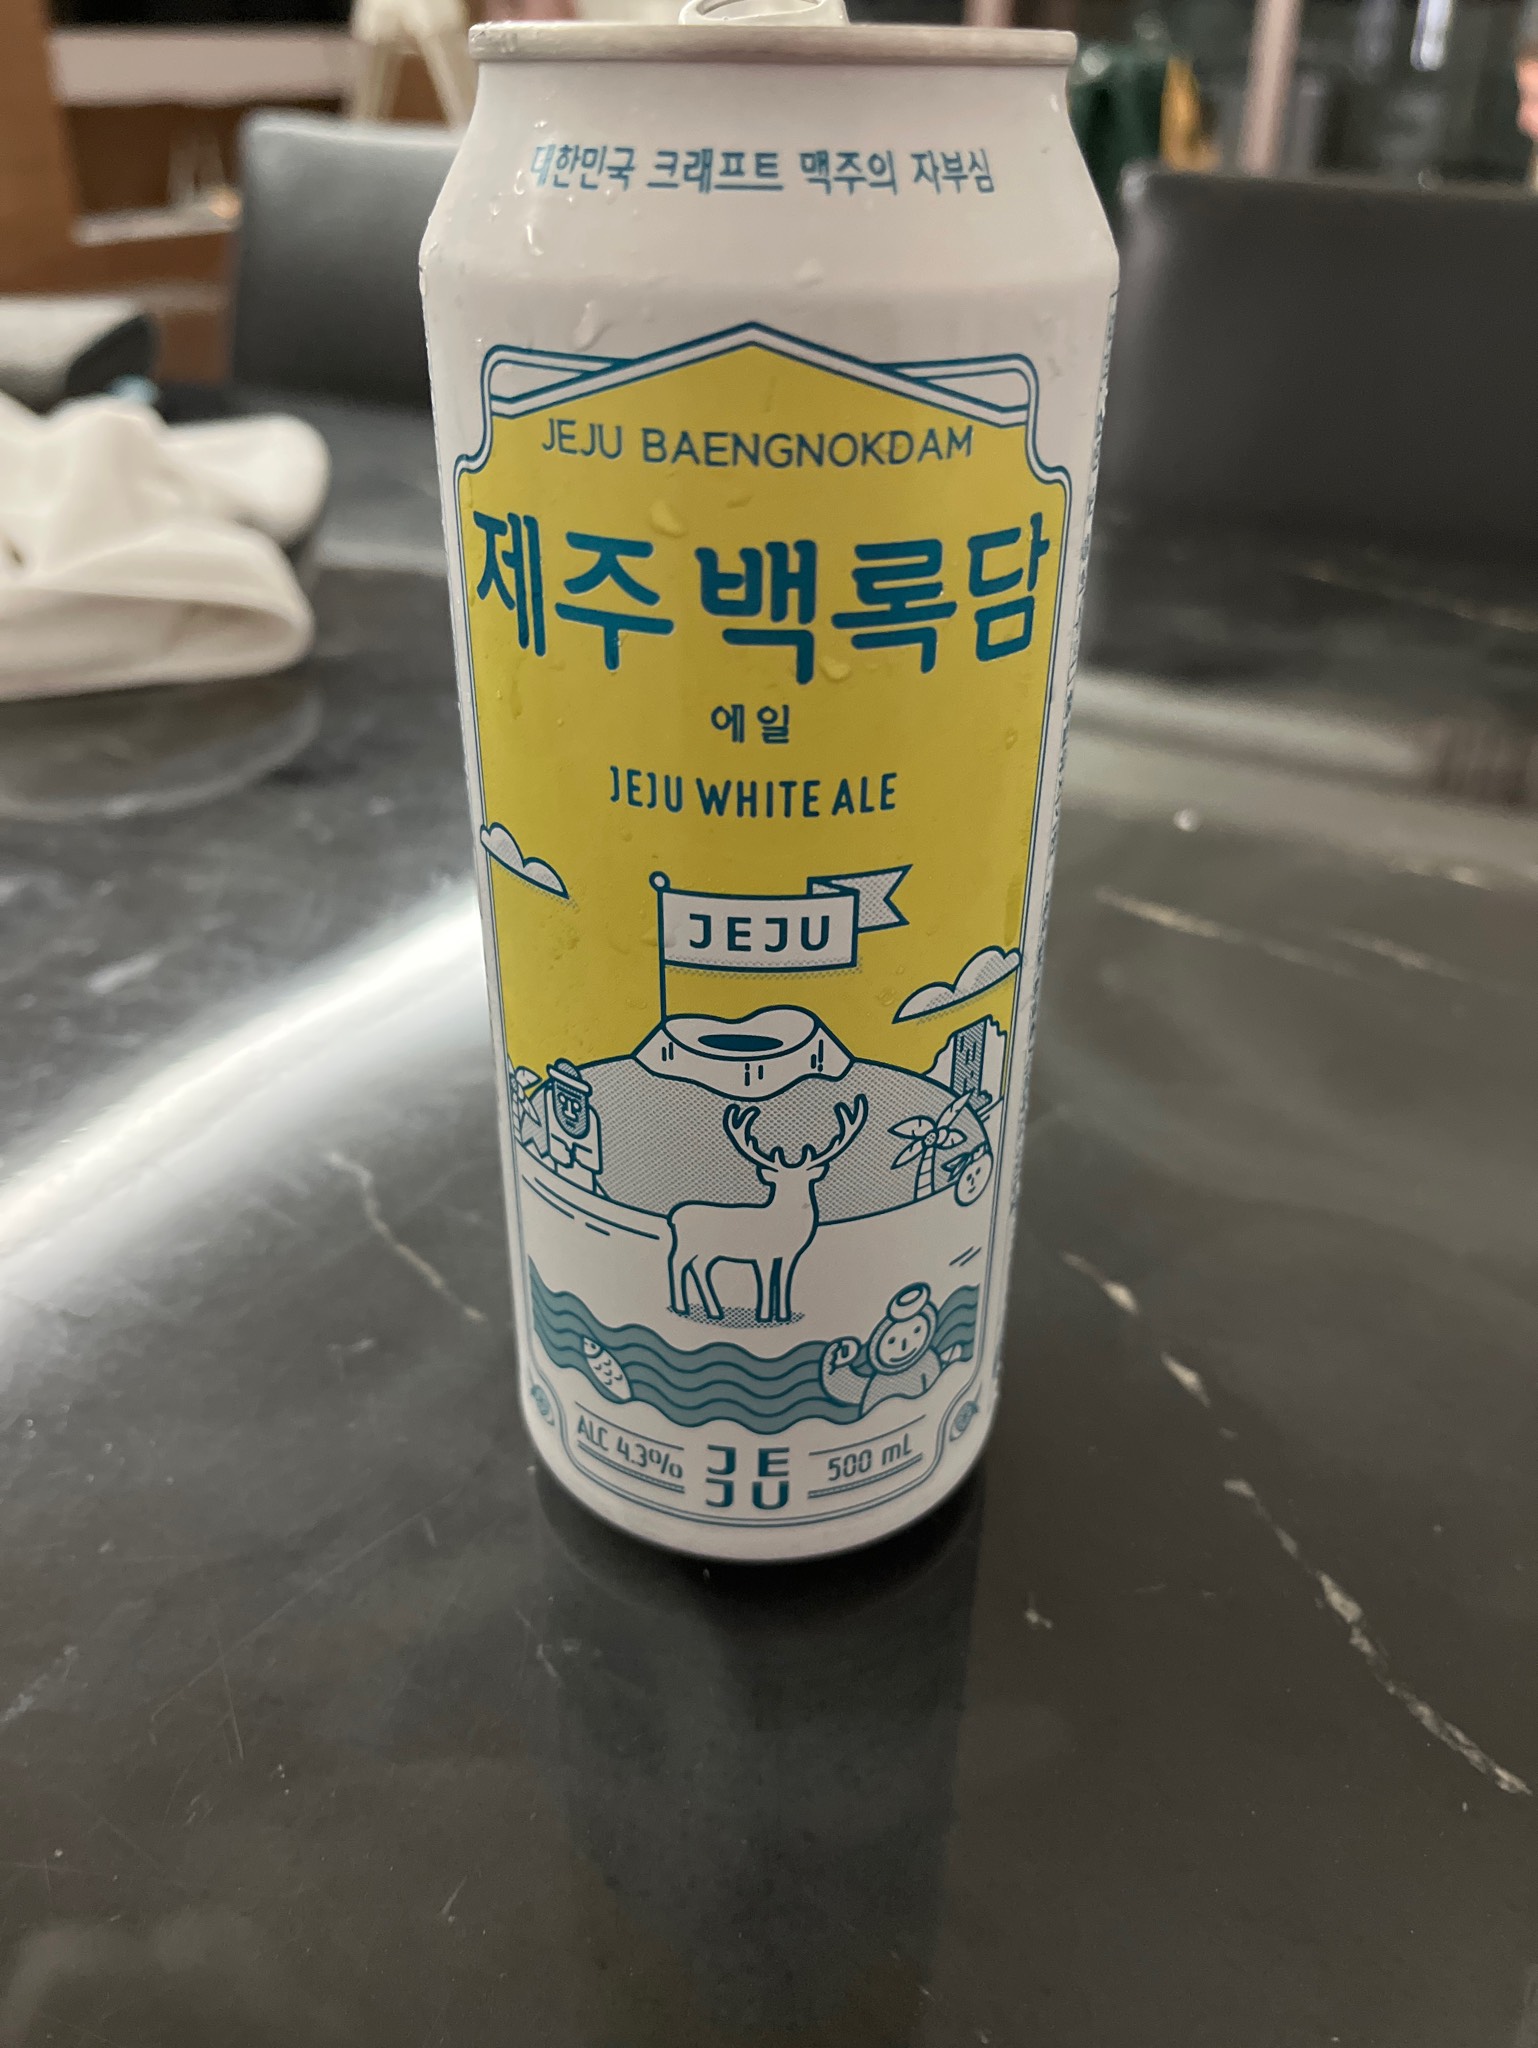 대한민국 크래프트 맥주의 자부심
JEJU BAENGNOKDAM
제주 백록담
에일
JEJU WHITE ALE
JEJU
ALC 4.3%
JE
JU
500 mL